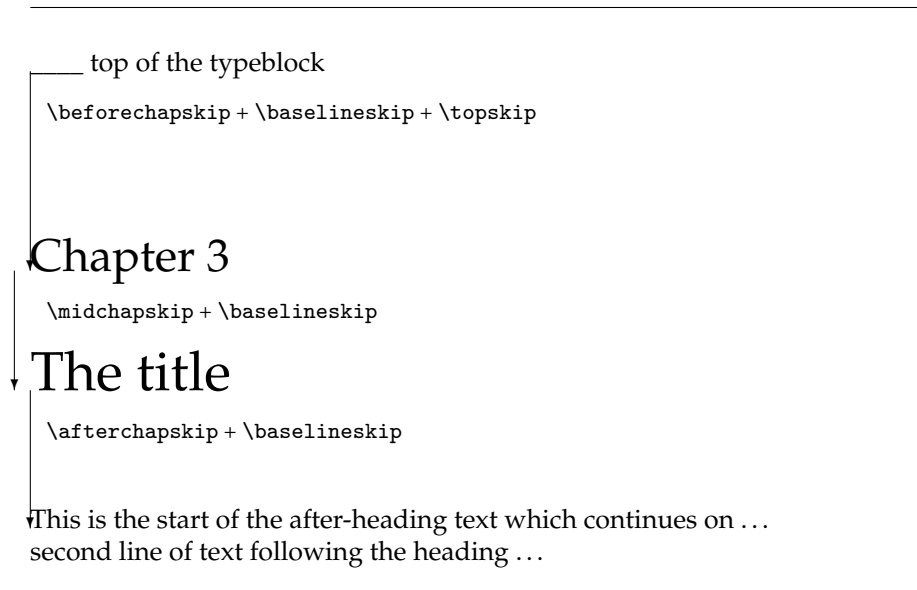 ____ top of the typeblock
\beforechapskip + \baselineskip + \topskip
Chapter 3
\midchapskip + \baselineskip
The title
\afterchapskip + \baselineskip
This is the start of the after-heading text which continues on ...
second line of text following the heading ...